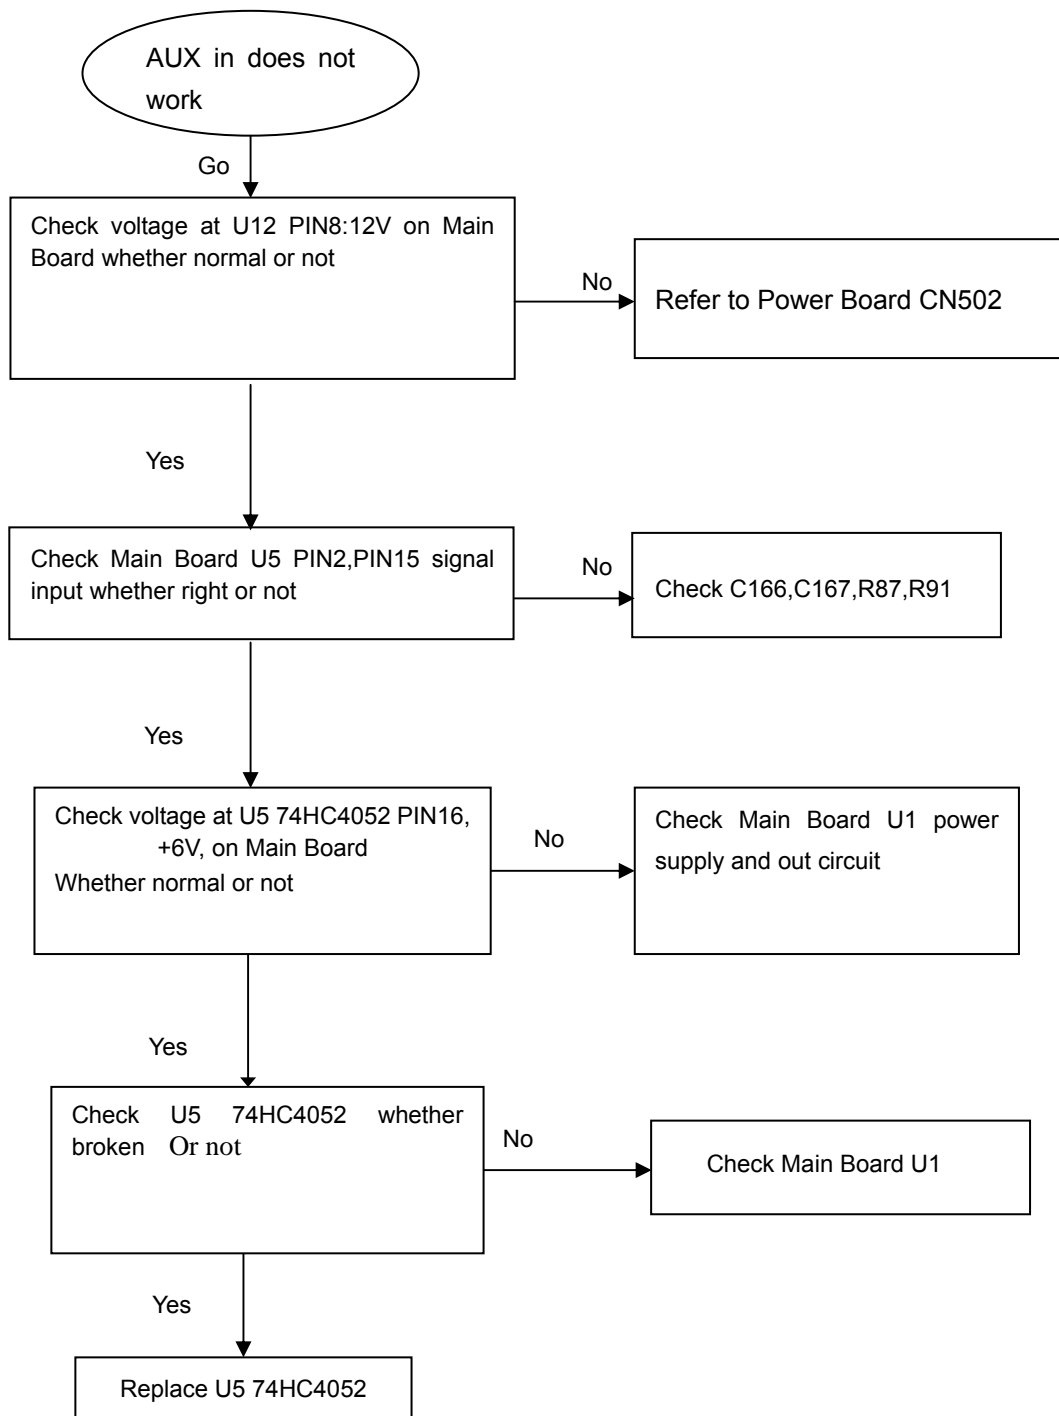 AUX in does not
work
Go
Check voltage at U12 PIN8:12V on Main
Board whether normal or not
No
Refer to Power Board CN502
Yes
Check Main Board U5 PIN2,PIN15 signal
input whether right or not
No
Check C166,C167,R87,R91
Yes
Check voltage at U5 74HC4052 PIN16,
+6V, on Main Board
Whether normal or not
No
Check Main Board U1 power
supply and out circuit
Yes
Check U5 74HC4052 whether
broken Or not
No
Check Main Board U1
Yes
Replace U5 74HC4052